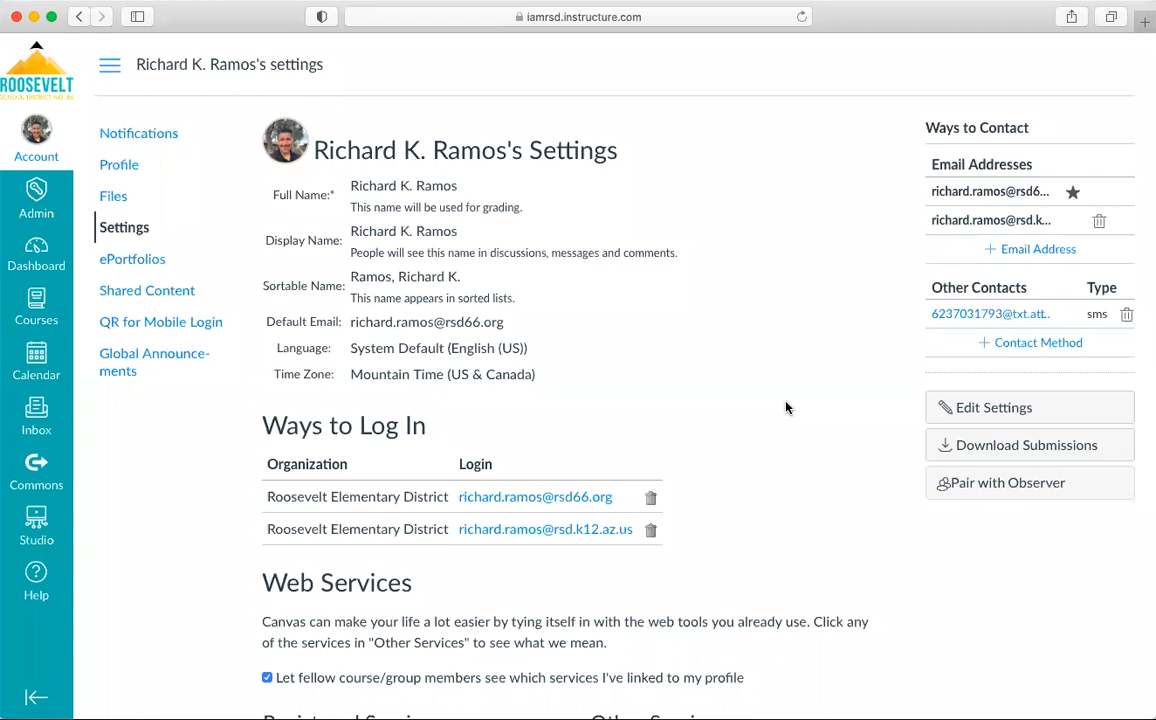 iamrsd.instructure.com
ROOSEVELT
SCHOOL DISTRICT NO. 66
Richard K. Ramos's settings
Account
Admin
Dashboard
Courses
Calendar
Inbox
Commons
Studio
Help
Notifications
Profile
Files
Settings
ePortfolios
Shared Content
QR for Mobile Login
Global Announce-
ments
Richard K. Ramos's Settings
Full Name:* Richard K. Ramos
This name will be used for grading.
Display Name: Richard K. Ramos
People will see this name in discussions, messages and comments.
Sortable Name: Ramos, Richard K.
This name appears in sorted lists.
Default Email: richard.ramos@rsd66.org
Language: System Default (English (US))
Time Zone: Mountain Time (US & Canada)
Ways to Log In
Organization Login
Roosevelt Elementary District richard.ramos@rsd66.org
Roosevelt Elementary District richard.ramos@rsd.k12.az.us
Web Services
Canvas can make your life a lot easier by tying itself in with the web tools you already use. Click any
of the services in "Other Services" to see what we mean.
Let fellow course/group members see which services I've linked to my profile
Ways to Contact
Email Addresses
richard.ramos@rsd6...
richard.ramos@rsd.k...
+ Email Address
Other Contacts Type
6237031793@txt.att.. sms
+ Contact Method
Edit Settings
Download Submissions
Pair with Observer